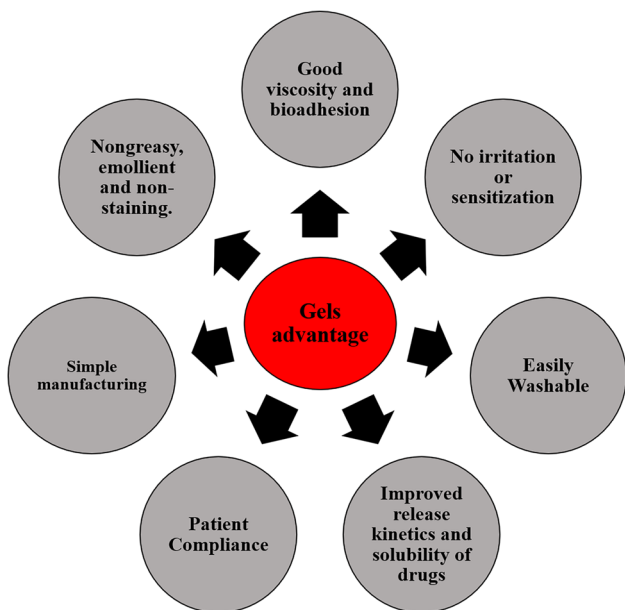 Good
viscosity and
bioadhesion
No irritation
or
sensitization
Easily
Washable
Improved
release
kinetics and
solubility of
drugs
Patient
Compliance
Simple
manufacturing
Nongreasy,
emollient
and non-
staining.
Gels
advantage